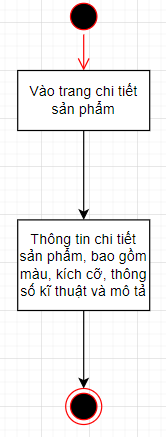 Vào trang chi tiết
sản phẩm
Thông tin chi tiết
sản phẩm, bao gồm
màu, kích cỡ, thông
số kĩ thuật và mô tả